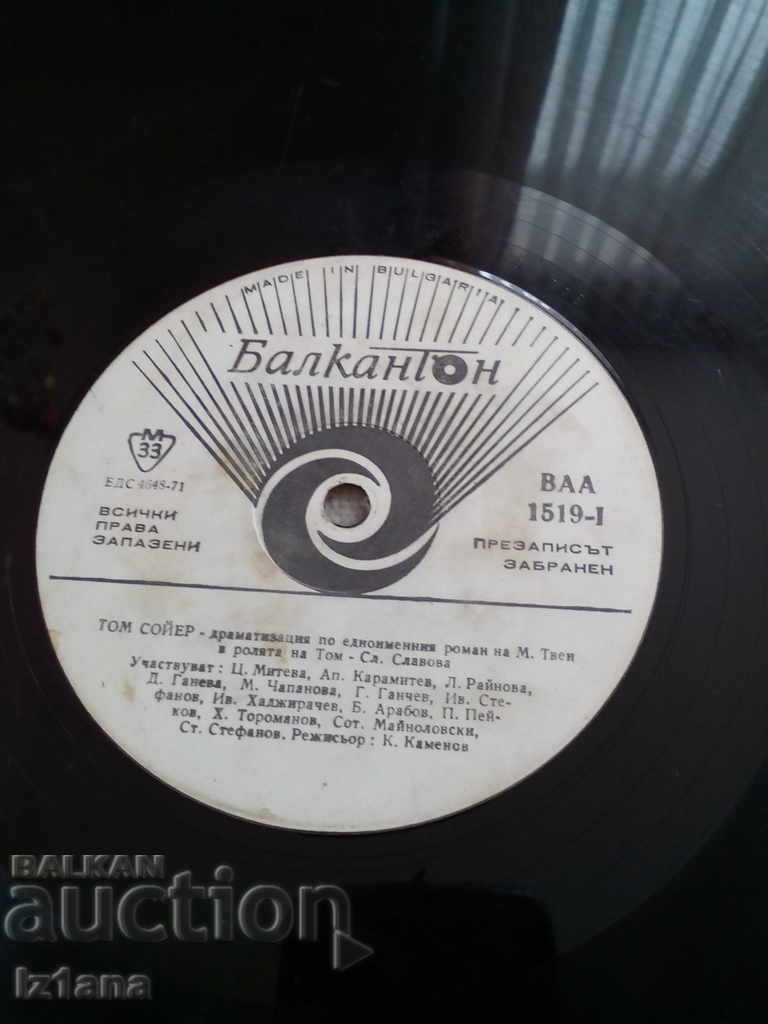 MADE IN BULGARIA
Балкантон
М
33
ЕДС 4648-71
ВСИЧКИ
ПРАВА
ЗАПАЗЕНИ
ВАА
1519-I
ПРЕЗАПИСЪТ
ЗАБРАНЕН
ТОМ СОЙЕР - драматизация по едноименния роман на М. Твен
в ролята на Том - Сл. Славова
Участвуват: Ц. Митева, Ап. Карамитев, Л. Райнова,
Д. Ганева, М. Чапанова, Г. Ганчев, Ив. Сте-
фанов, Ив. Хаджирачев, Б. Арабов, П. Пей-
ков, Х. Тороманов, Сот. Майноловски,
Ст. Стефанов. Режисьор: К. Каменов
BALKAN
auction
Iz1ana